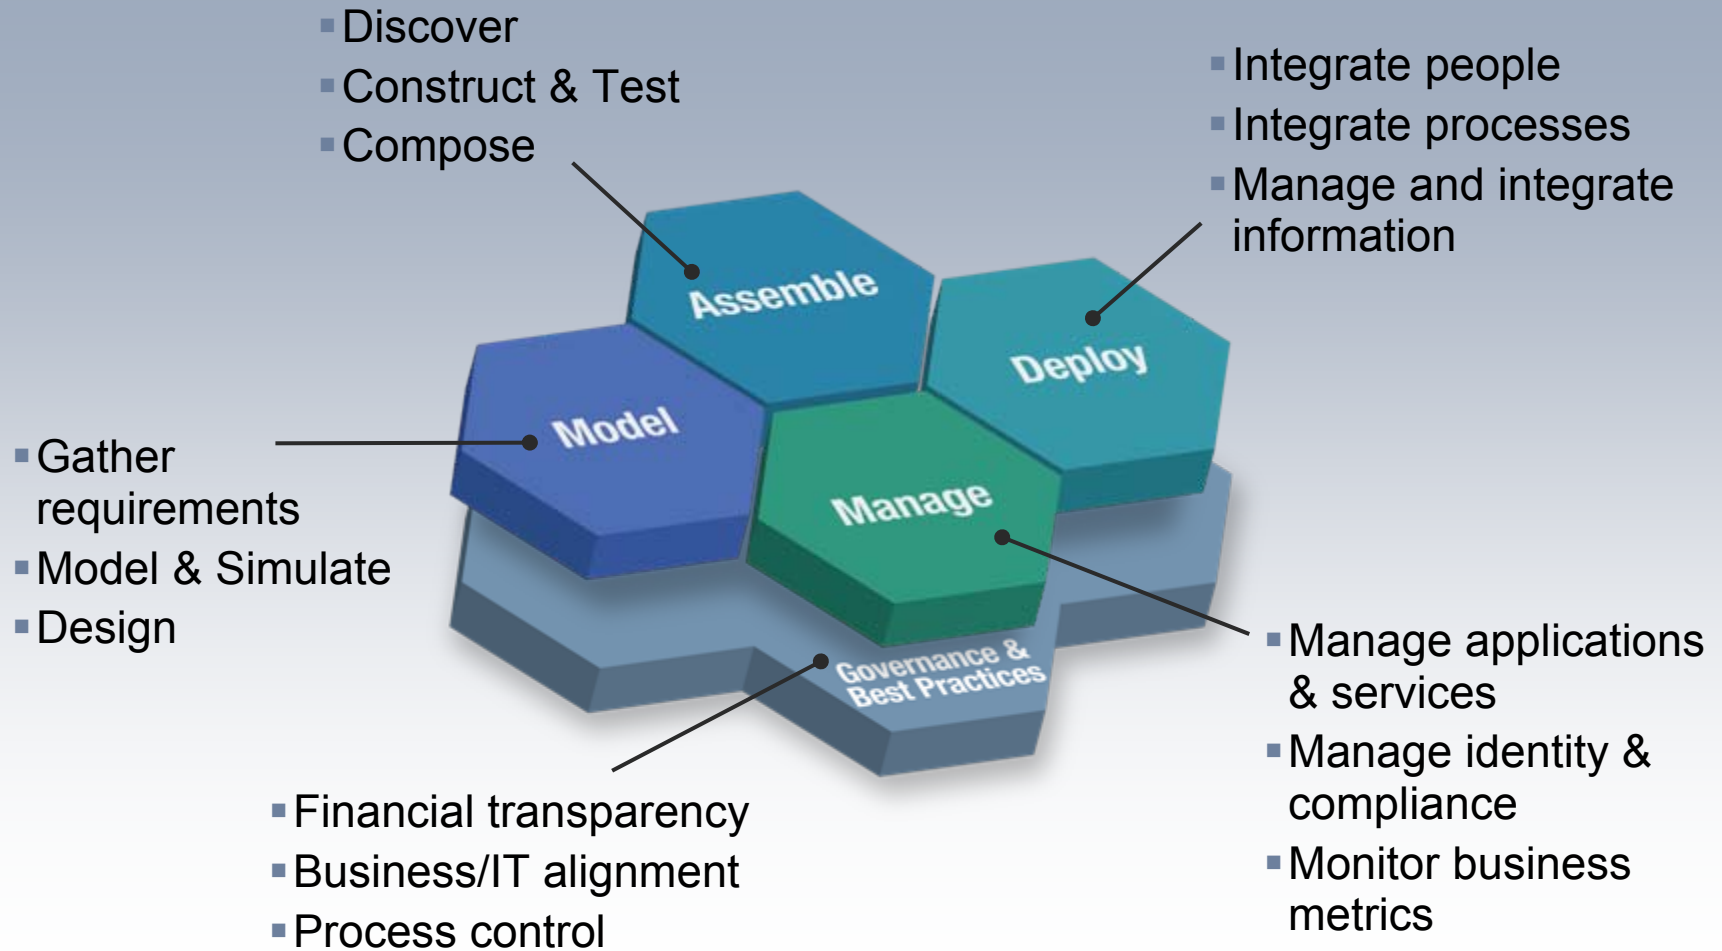 Discover
Construct & Test
Compose
Integrate people
Integrate processes
Manage and integrate
information
Assemble
Deploy
Model
Manage
Gather
requirements
Model & Simulate
Design
Governance &
Best Practices
Manage applications
& services
Manage identity &
compliance
Monitor business
metrics
Financial transparency
Business/IT alignment
Process control